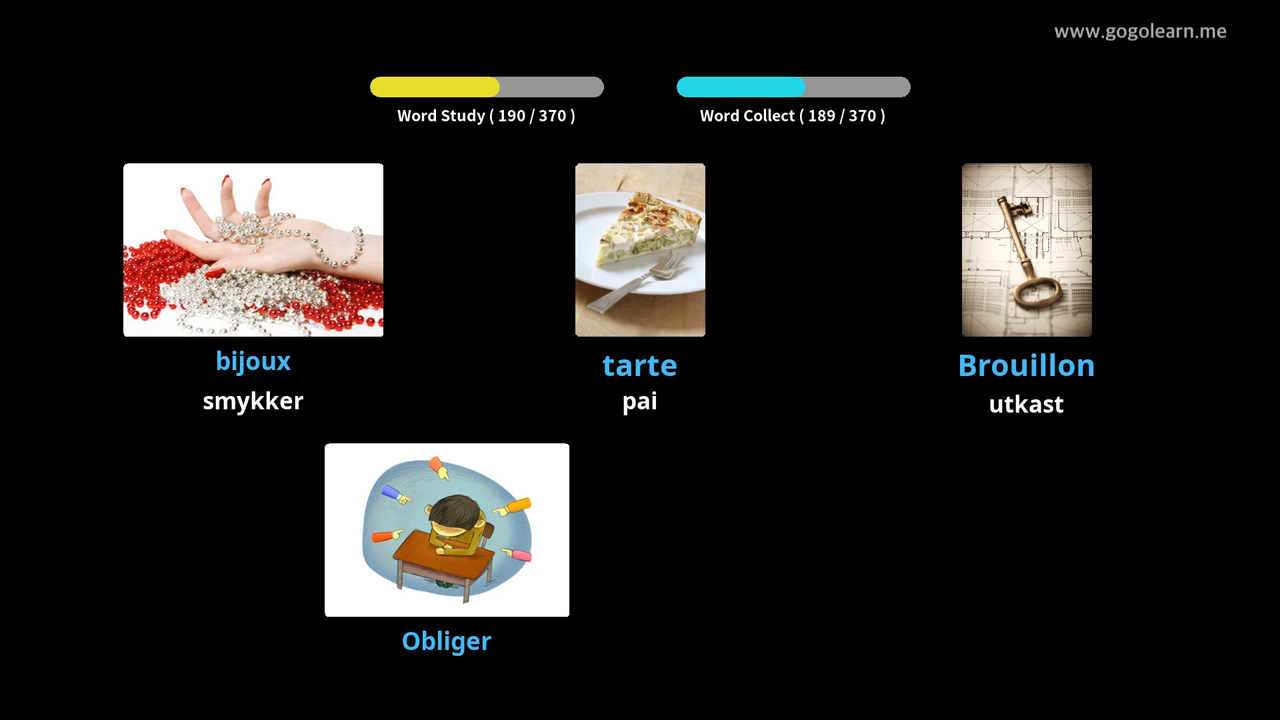 www.gogolearn.me
Word Study ( 190 / 370 )
Word Collect ( 189 / 370 )
bijoux
smykker
tarte
pai
Brouillon
utkast
Obliger